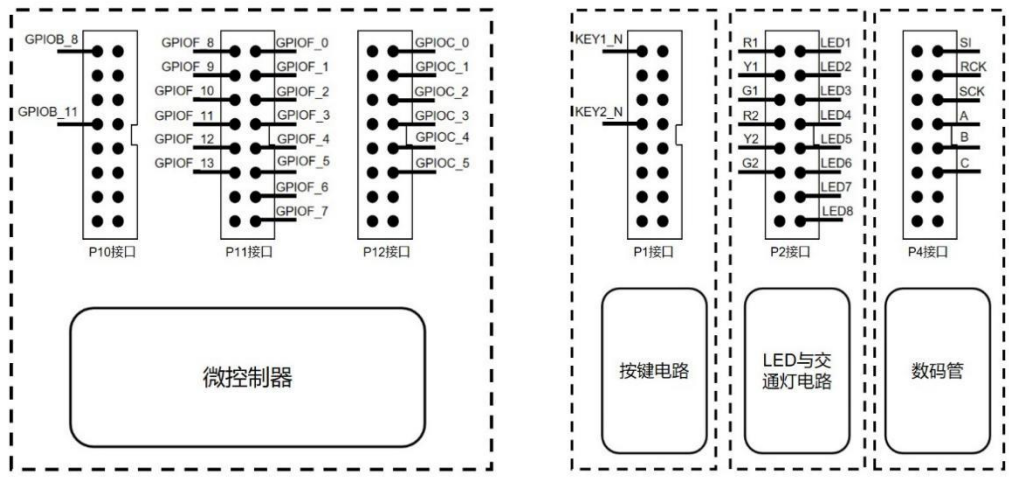 GPIOB_8
GPIOB_11
P10接口
GPIOF_8
GPIOF_9
GPIOF_10
GPIOF_11
GPIOF_12
GPIOF_13
GPIOF_0
GPIOF_1
GPIOF_2
GPIOF_3
GPIOF_4
GPIOF_5
GPIOF_6
GPIOF_7
P11接口
GPIOC_0
GPIOC_1
GPIOC_2
GPIOC_3
GPIOC_4
GPIOC_5
P12接口
微控制器
KEY1_N
KEY2_N
P1接口
按键电路
R1
Y1
G1
R2
Y2
G2
LED1
LED2
LED3
LED4
LED5
LED6
LED7
LED8
P2接口
LED与交
通灯电路
SI
RCK
SCK
A
B
C
P4接口
数码管